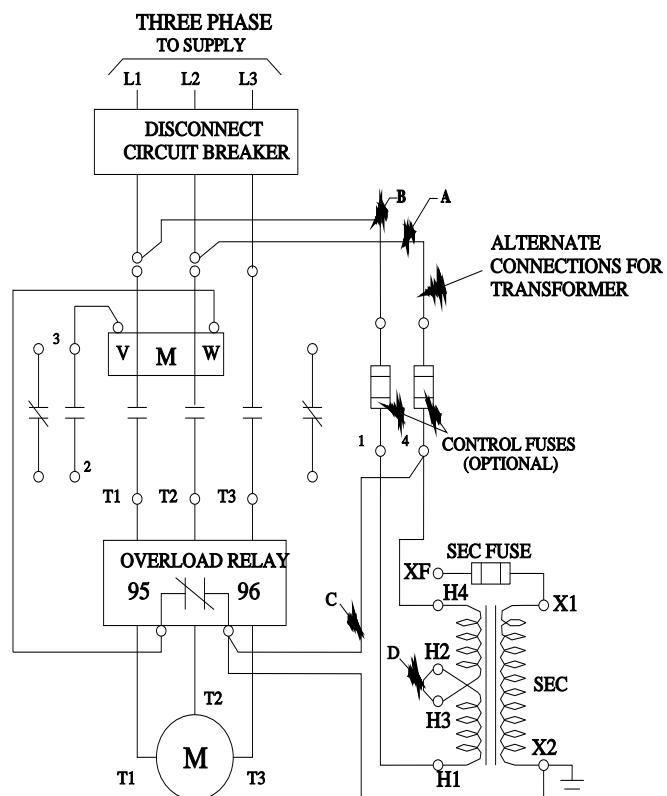 THREE PHASE
TO SUPPLY
L1 L2 L3
DISCONNECT
CIRCUIT BREAKER
B A
ALTERNATE
CONNECTIONS FOR
TRANSFORMER
3
V M W
1 4
CONTROL FUSES
(OPTIONAL)
2
T1 T2 T3
OVERLOAD RELAY
95 96
SEC FUSE
XF
H4 X1
C
D H2
SEC
H3
T2
M
T1 T3
X2
H1